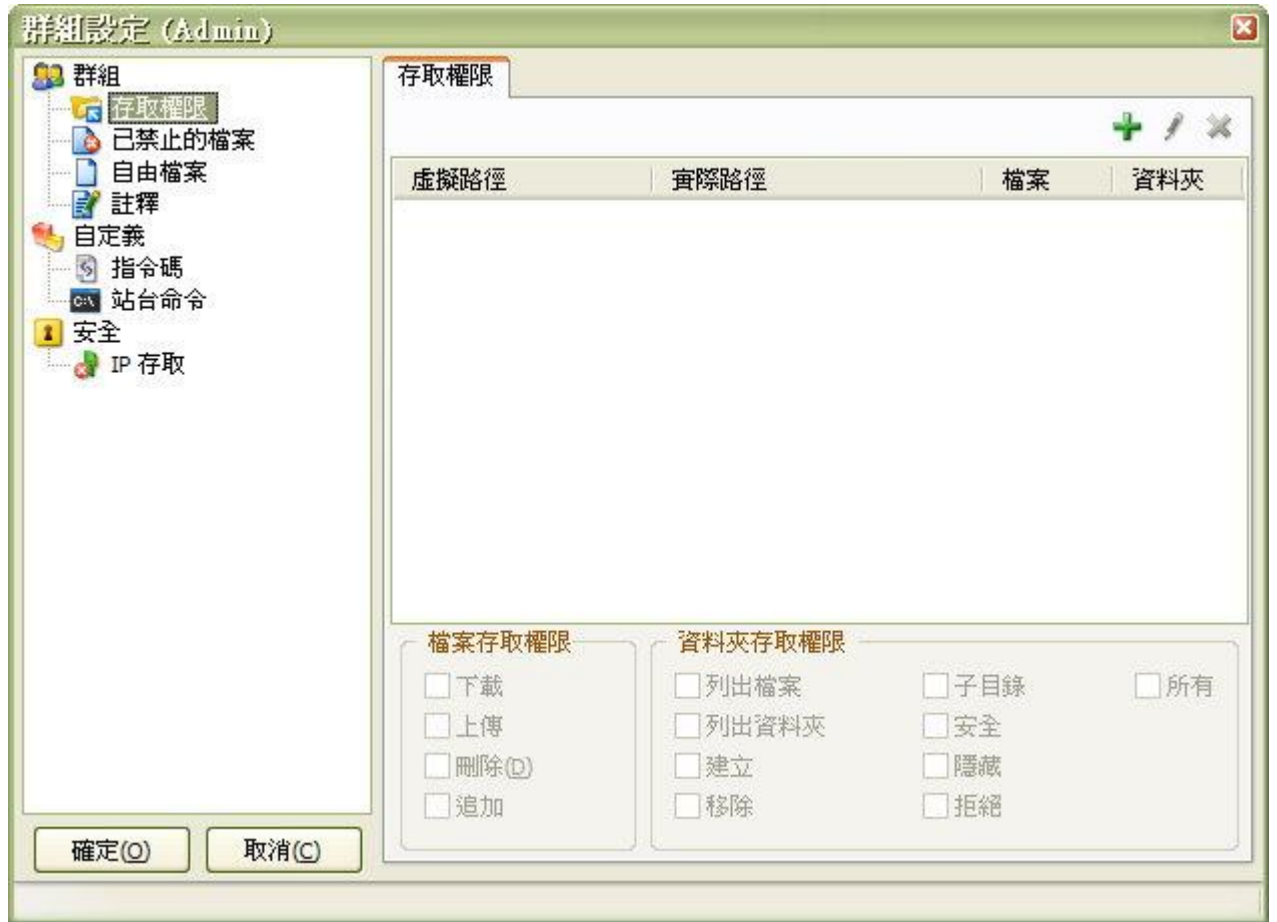 群組設定 (Admin)
群組
存取權限
已禁止的檔案
自由檔案
註釋
自定義
指令碼
站台命令
安全
IP 存取
確定(O)
取消(C)
存取權限
虛擬路徑 實際路徑 檔案 資料夾
檔案存取權限
下載
上傳
刪除(D)
追加
資料夾存取權限
列出檔案 子目錄 所有
列出資料夾 安全
建立 隱藏
移除 拒絕